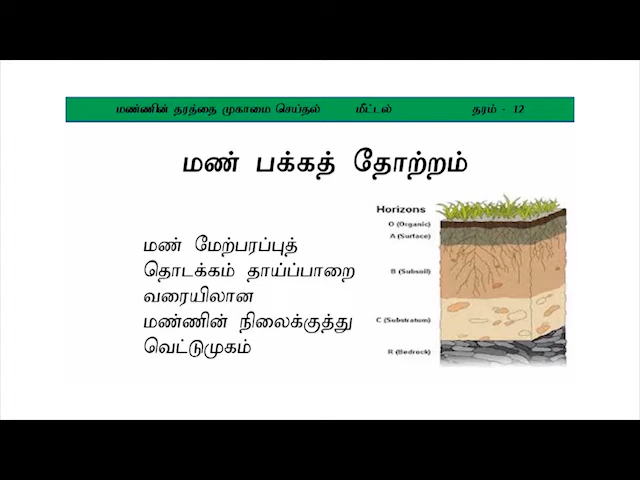 மண்ணின் தரத்தை முகாமை செய்தல் மீட்டல் தரம் - 12
மண் பக்கத் தோற்றம்
மண் மேற்பரப்புத்
தொடக்கம் தாய்ப்பாறை
வரையிலான
மண்ணின் நிலைக்குத்து
வெட்டுமுகம்
Horizons
O (Organic)
A (Surface)
B (Subsoil)
C (Substratum)
R (Bedrock)